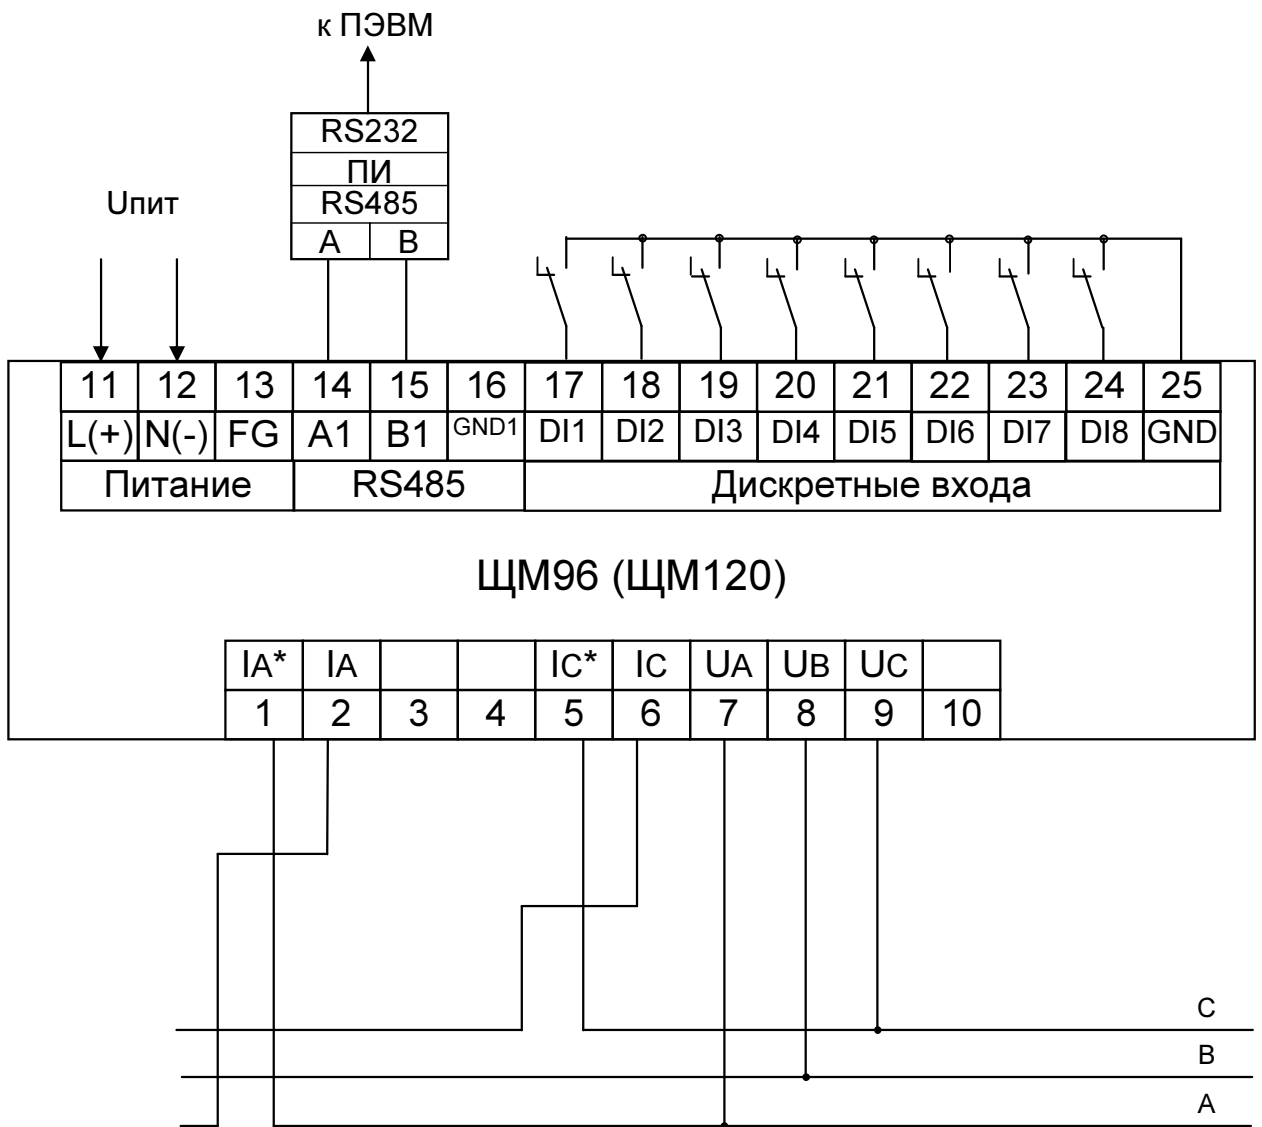 к ПЭВМ
RS232
ПИ
Uпит
RS485
A B
11 12 13 14 15 16 17 18 19 20 21 22 23 24 25
L(+) N(-) FG A1 B1 GND1 DI1 DI2 DI3 DI4 DI5 DI6 DI7 DI8 GND
Питание RS485 Дискретные входа
ЩМ96 (ЩМ120)
IA* IA IC* IC UA UB UC
1 2 3 4 5 6 7 8 9 10
C
B
A